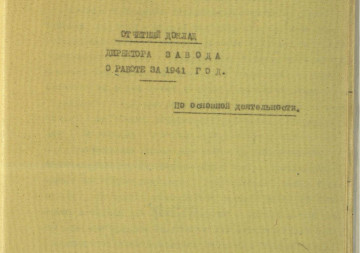 ОТЧЕТНЫЙ ДОКЛАД
ДИРЕКТОРА ЗАВОДА
О РАБОТЕ ЗА 1941 ГОД.
По основной деятельности.